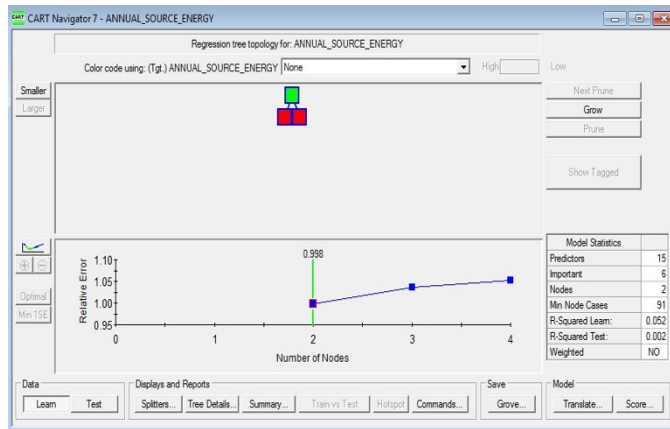 CART Navigator 7 - ANNUAL_SOURCE_ENERGY
Regression tree topology for: ANNUAL_SOURCE_ENERGY
Color code using: (Tgt.) ANNUAL_SOURCE_ENERGY None High Low
Smaller
Larger
Next Prune
Grow
Prune
Show Tagged
Optimal
Min 1SE
Relative Error
1.10
1.05
1.00
0.95
0.998
0 1 2 3 4
Number of Nodes
Model Statistics
Predictors 15
Important 6
Nodes 2
Min Node Cases 91
R-Squared Learn: 0.052
R-Squared Test: 0.002
Weighted NO
Data Displays and Reports Save Model
Learn Test Splitters... Tree Details... Summary... Train vs Test Hotspot Commands... Grove... Translate... Score...